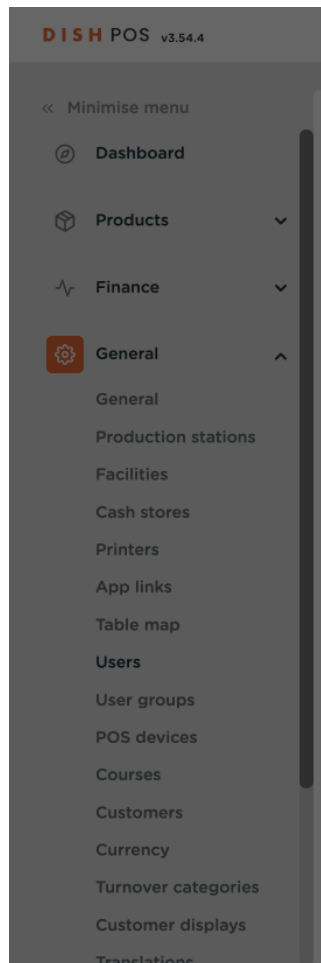 DISH POS v3.54.4
« Minimise menu
Dashboard
Products
Finance
General
General
Production stations
Facilities
Cash stores
Printers
App links
Table map
Users
User groups
POS devices
Courses
Customers
Currency
Turnover categories
Customer displays
Translations